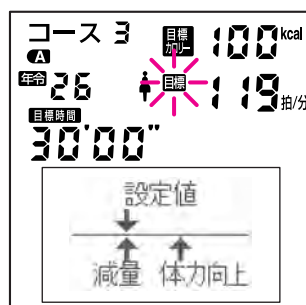 コース 3 目標カロリー 100 kcal
A
年令 26 目標 119 拍/分
目標時間
30'00"
設定値
減量 体力向上